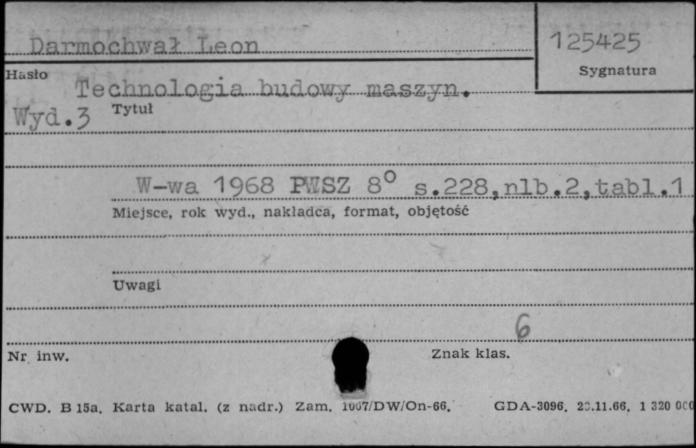 Darmochwał Leon
125425
Hasło
Sygnatura
Technologia budowy maszyn.
Wyd.3 Tytuł
W-wa 1968 PWSZ 8° s.228,nlb.2,tabl.1
Miejsce, rok wyd., nakładca, format, objętość
Uwagi
6
Nr inw.
Znak klas.
CWD. B 15a. Karta katal. (z nadr.) Zam. 1007/DW/On-66. GDA-3096. 11.66. 1 320 000